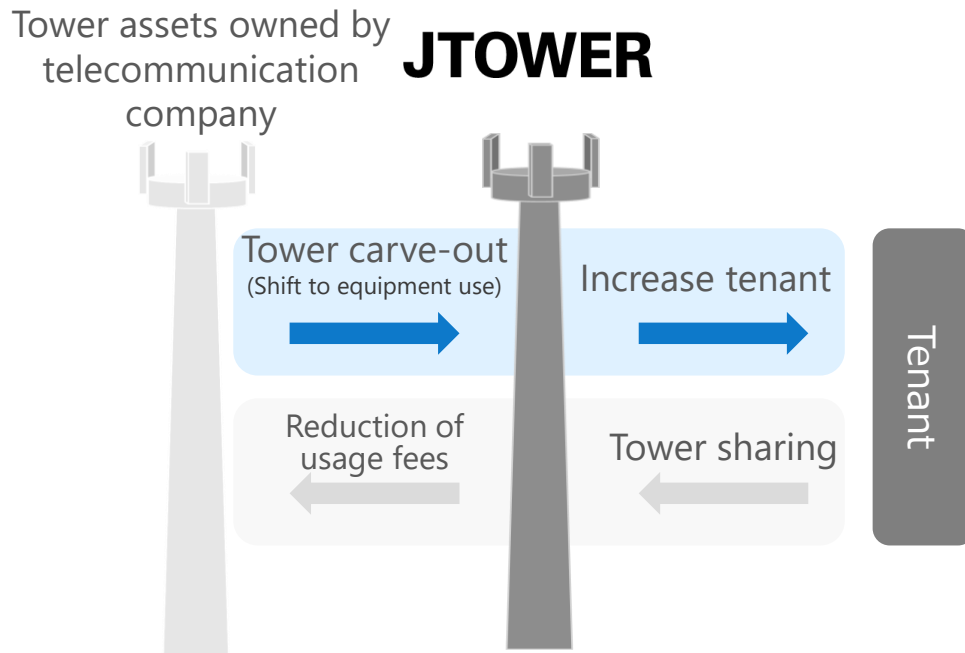 Tower assets owned by
telecommunication
company
JTOWER
Tower carve-out
(Shift to equipment use)
Increase tenant
Reduction of
usage fees
Tower sharing
Tenant